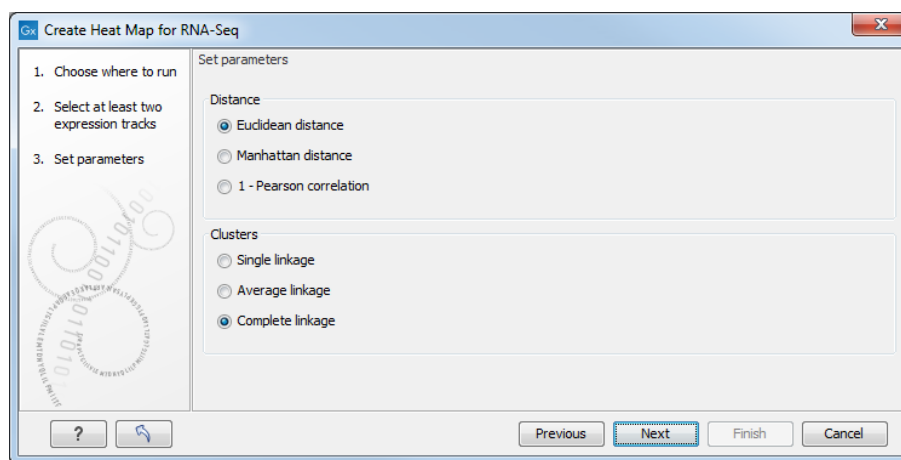 Gx Create Heat Map for RNA-Seq
1. Choose where to run
2. Select at least two
expression tracks
3. Set parameters
Set parameters
Distance
Euclidean distance
Manhattan distance
1 - Pearson correlation
Clusters
Single linkage
Average linkage
Complete linkage
? Previous Next Finish Cancel